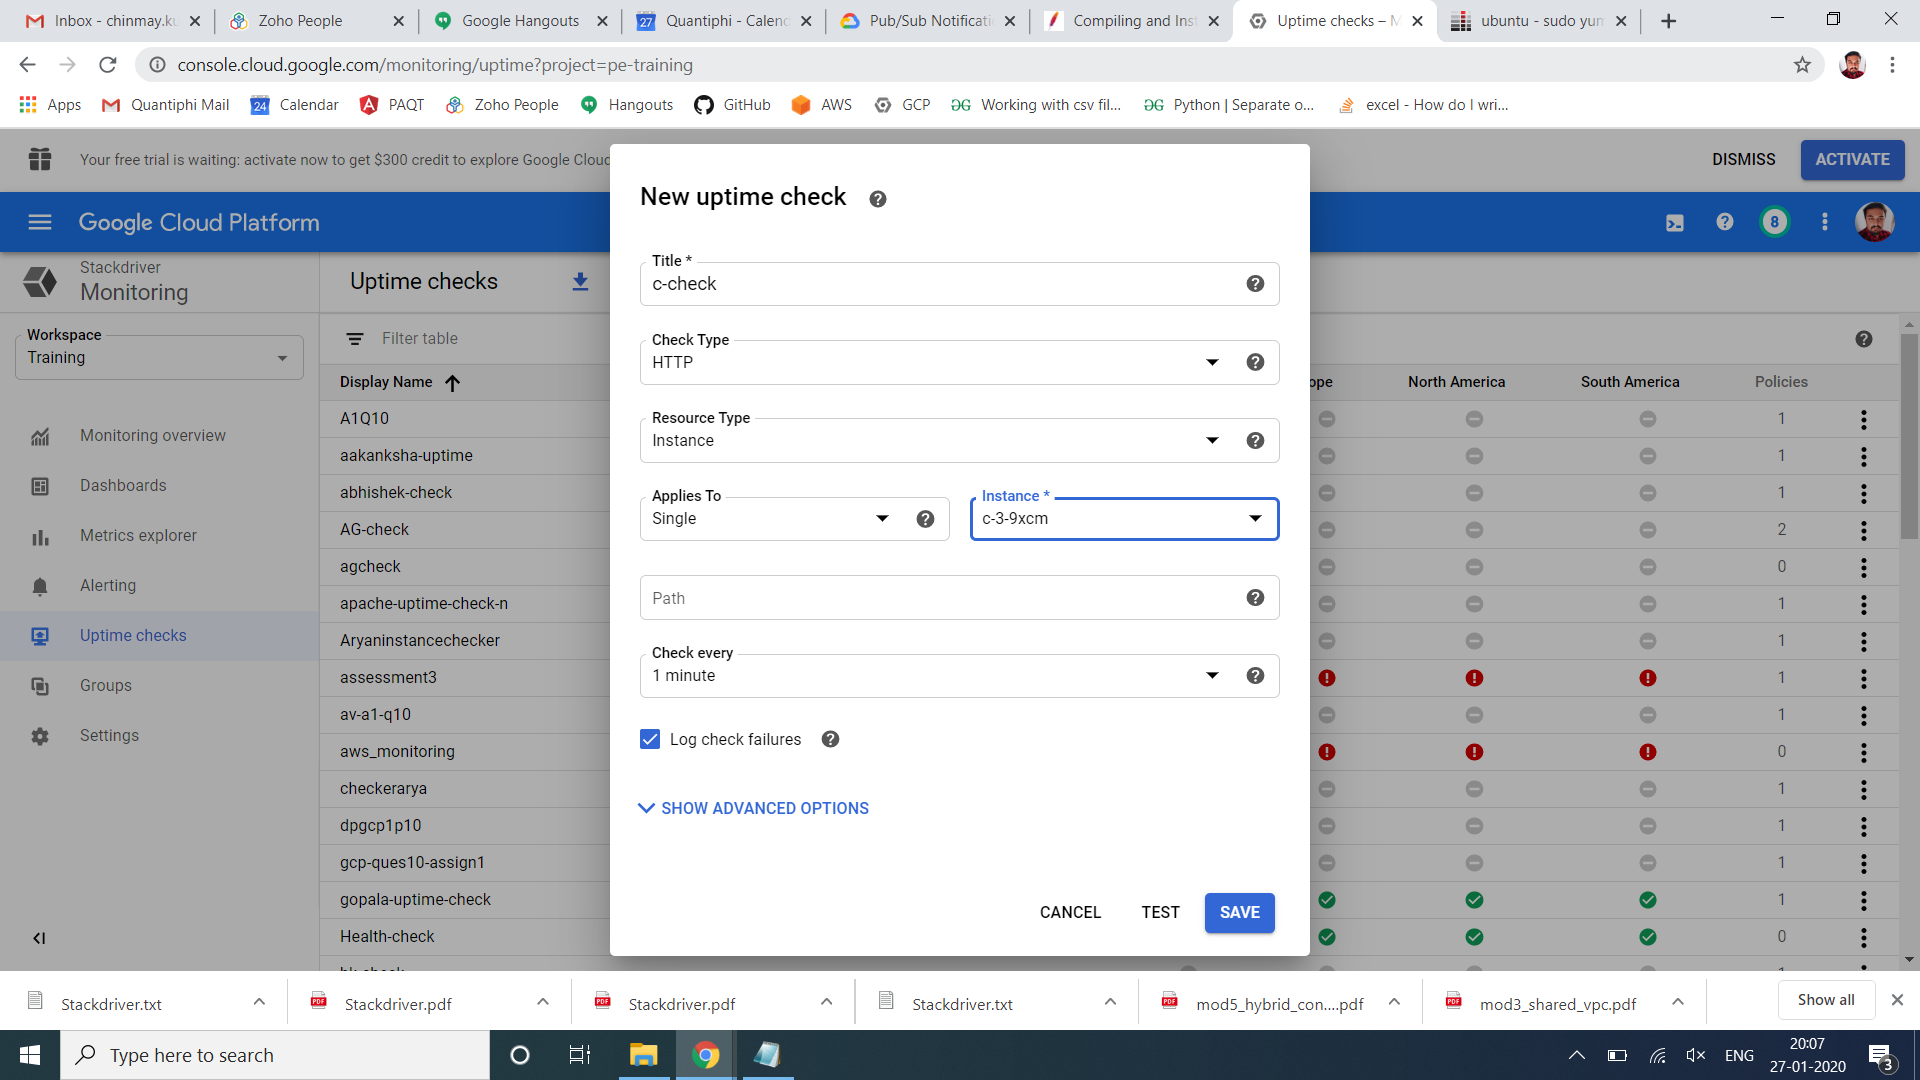 Inbox - chinmay.ku
Zoho People
Google Hangouts
Quantiphi - Calend
Pub/Sub Notificati
Compiling and Inst
Uptime checks – M
ubuntu - sudo yum
console.cloud.google.com/monitoring/uptime?project=pe-training
Apps
Quantiphi Mail
24
Calendar
PAQT
Zoho People
Hangouts
GitHub
AWS
GCP
Working with csv fil...
Python | Separate o...
excel - How do I wri...
Your free trial is waiting: activate now to get $300 credit to explore Google Cloud
DISMISS
ACTIVATE
Google Cloud Platform
8
Stackdriver
Monitoring
Workspace
Training
Monitoring overview
Dashboards
Metrics explorer
Alerting
Uptime checks
Groups
Settings
Uptime checks
Filter table
Display Name
ope
North America
South America
Policies
A1Q10
1
aakanksha-uptime
1
abhishek-check
1
AG-check
2
agcheck
0
apache-uptime-check-n
1
Aryaninstancechecker
1
assessment3
1
av-a1-q10
1
aws_monitoring
0
checkerarya
1
dpgcp1p10
1
gcp-ques10-assign1
1
gopala-uptime-check
1
Health-check
0
New uptime check
Title *
c-check
Check Type
HTTP
Resource Type
Instance
Applies To
Single
Instance *
c-3-9xcm
Path
Check every
1 minute
Log check failures
SHOW ADVANCED OPTIONS
CANCEL
TEST
SAVE
Stackdriver.txt
Stackdriver.pdf
Stackdriver.pdf
Stackdriver.txt
mod5_hybrid_con....pdf
mod3_shared_vpc.pdf
Show all
Type here to search
ENG
20:07
27-01-2020
3